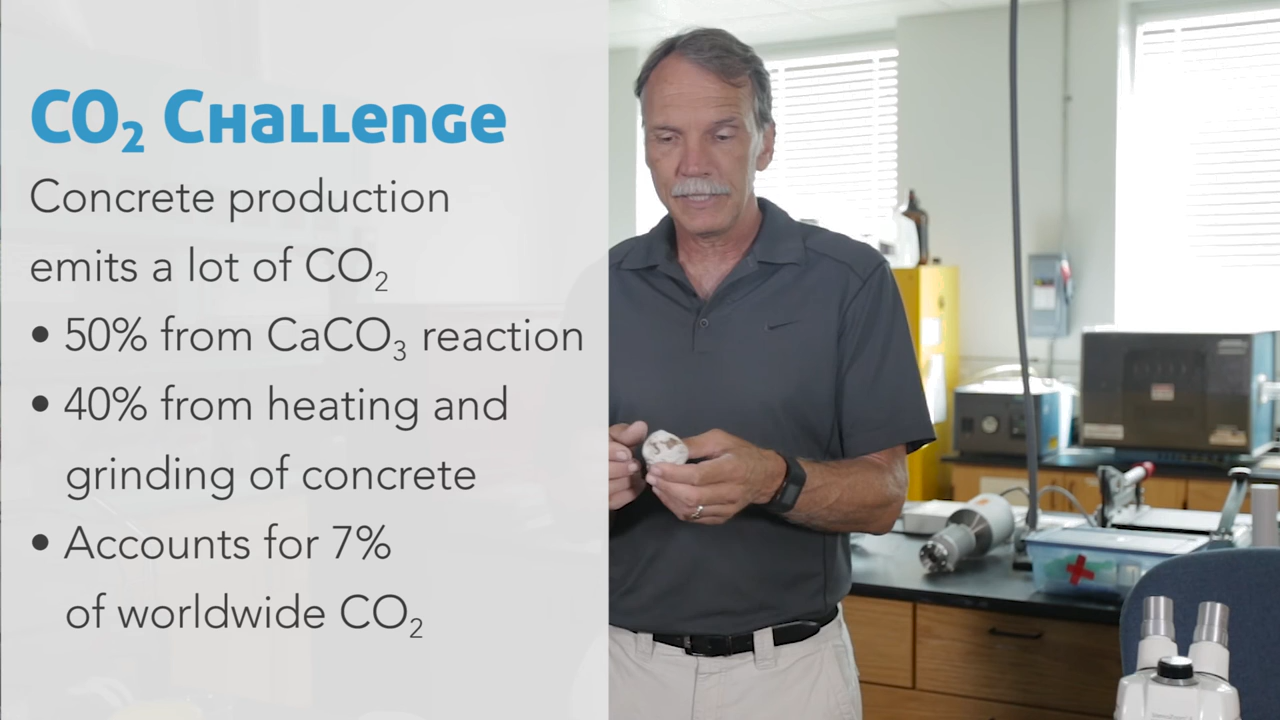 CO₂ Challenge
Concrete production
emits a lot of CO₂
• 50% from CaCO₃ reaction
• 40% from heating and
grinding of concrete
• Accounts for 7%
of worldwide CO₂